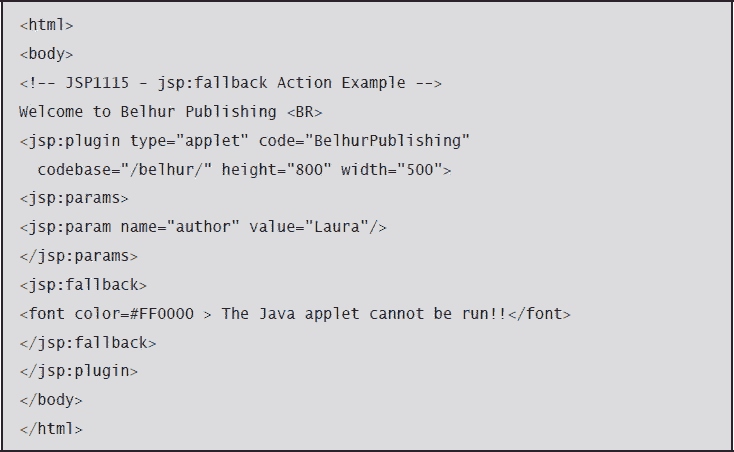 <html>
<body>
<!-- JSP1115 - jsp:fallback Action Example -->
Welcome to Belhur Publishing <BR>
<jsp:plugin type="applet" code="BelhurPublishing"
codebase="/belhur/" height="800" width="500">
<jsp:params>
<jsp:param name="author" value="Laura"/>
</jsp:params>
<jsp:fallback>
<font color=#FF0000 > The Java applet cannot be run!!</font>
</jsp:fallback>
</jsp:plugin>
</body>
</html>